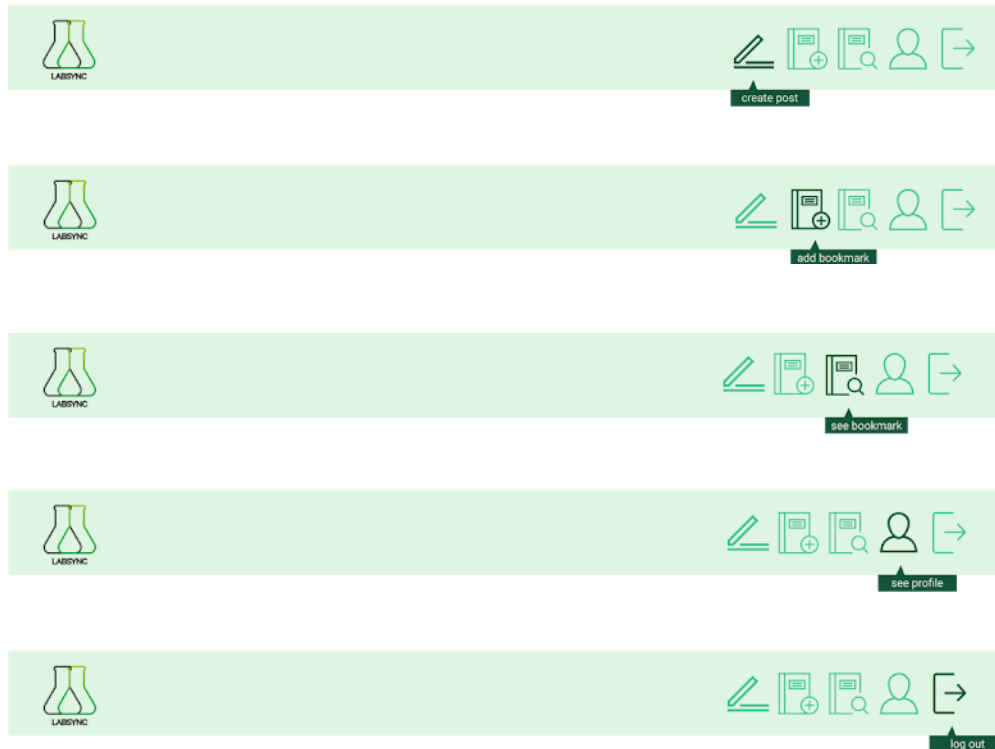 LABSYNC
create post
LABSYNC
add bookmark
LABSYNC
see bookmark
LABSYNC
see profile
LABSYNC
log out